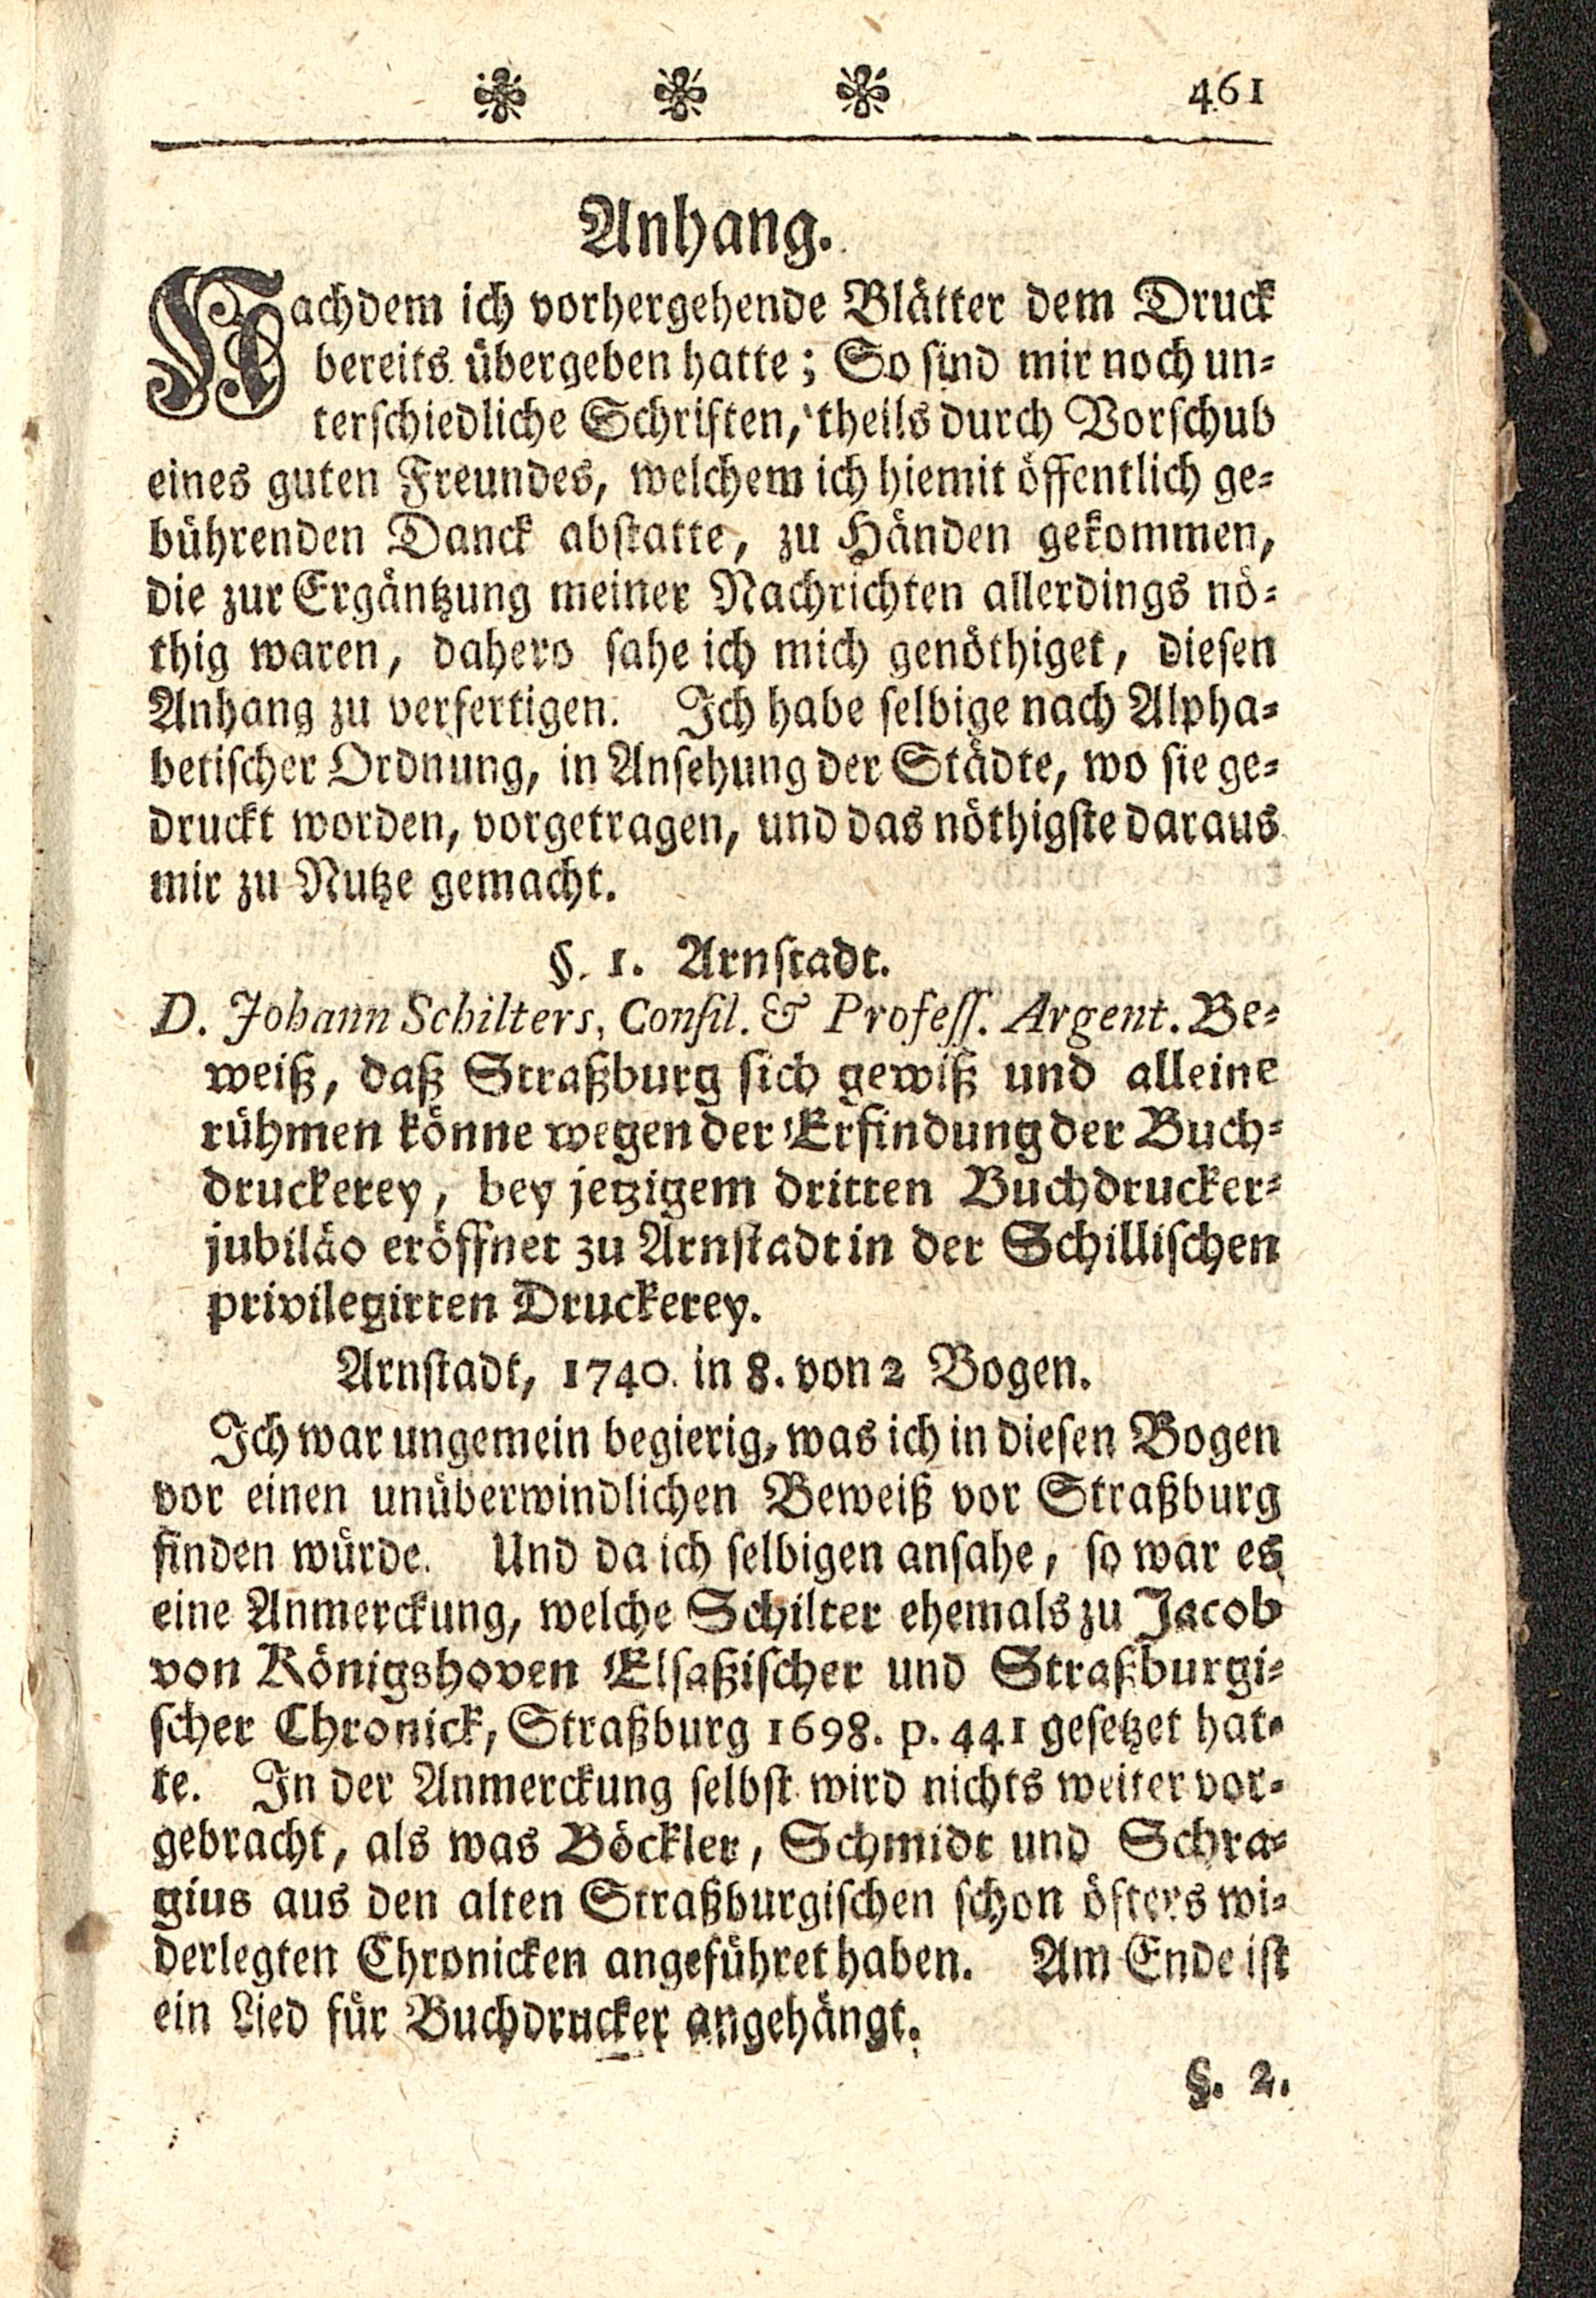 461
Anhang.
Nachdem ich vorhergehende Blätter dem Druck
bereits übergeben hatte; So sind mir noch un-
terschiedliche Schriften, theils durch Vorschub
eines guten Freundes, welchem ich hiemit öffentlich ge-
bührenden Danck abstatte, zu Händen gekommen,
die zur Ergäntzung meiner Nachrichten allerdings nö-
thig waren, dahero sahe ich mich genöthiget, diesen
Anhang zu verfertigen. Ich habe selbige nach Alpha-
betischer Ordnung, in Ansehung der Städte, wo sie ge-
druckt worden, vorgetragen, und das nöthigste daraus
mir zu Nutze gemacht.
§. 1. Arnstadt.
D. Johann Schilters, Consil. & Profess. Argent. Be-
weiß, daß Straßburg sich gewiß und alleine
rühmen könne wegen der Erfindung der Buch-
druckerey, bey jetzigem dritten Buchdrucker-
jubiläo eröffnet zu Arnstadt in der Schillischen
privilegirten Druckerey.
Arnstadt, 1740. in 8. von 2 Bogen.
Ich war ungemein begierig, was ich in diesen Bogen
vor einen unüberwindlichen Beweiß vor Straßburg
finden würde. Und da ich selbigen ansahe, so war es
eine Anmerckung, welche Schilter ehemals zu Jacob
von Königshoven Elsaßischer und Straßburgi-
scher Chronick, Straßburg 1698. p. 441 gesetzet hat-
te. In der Anmerckung selbst wird nichts weiter vor-
gebracht, als was Böckler, Schmidt und Schra-
gius aus den alten Straßburgischen schon öfters wi-
derlegten Chronicken angeführet haben. Am Ende ist
ein Lied für Buchdrucker angehängt.
§. 2.